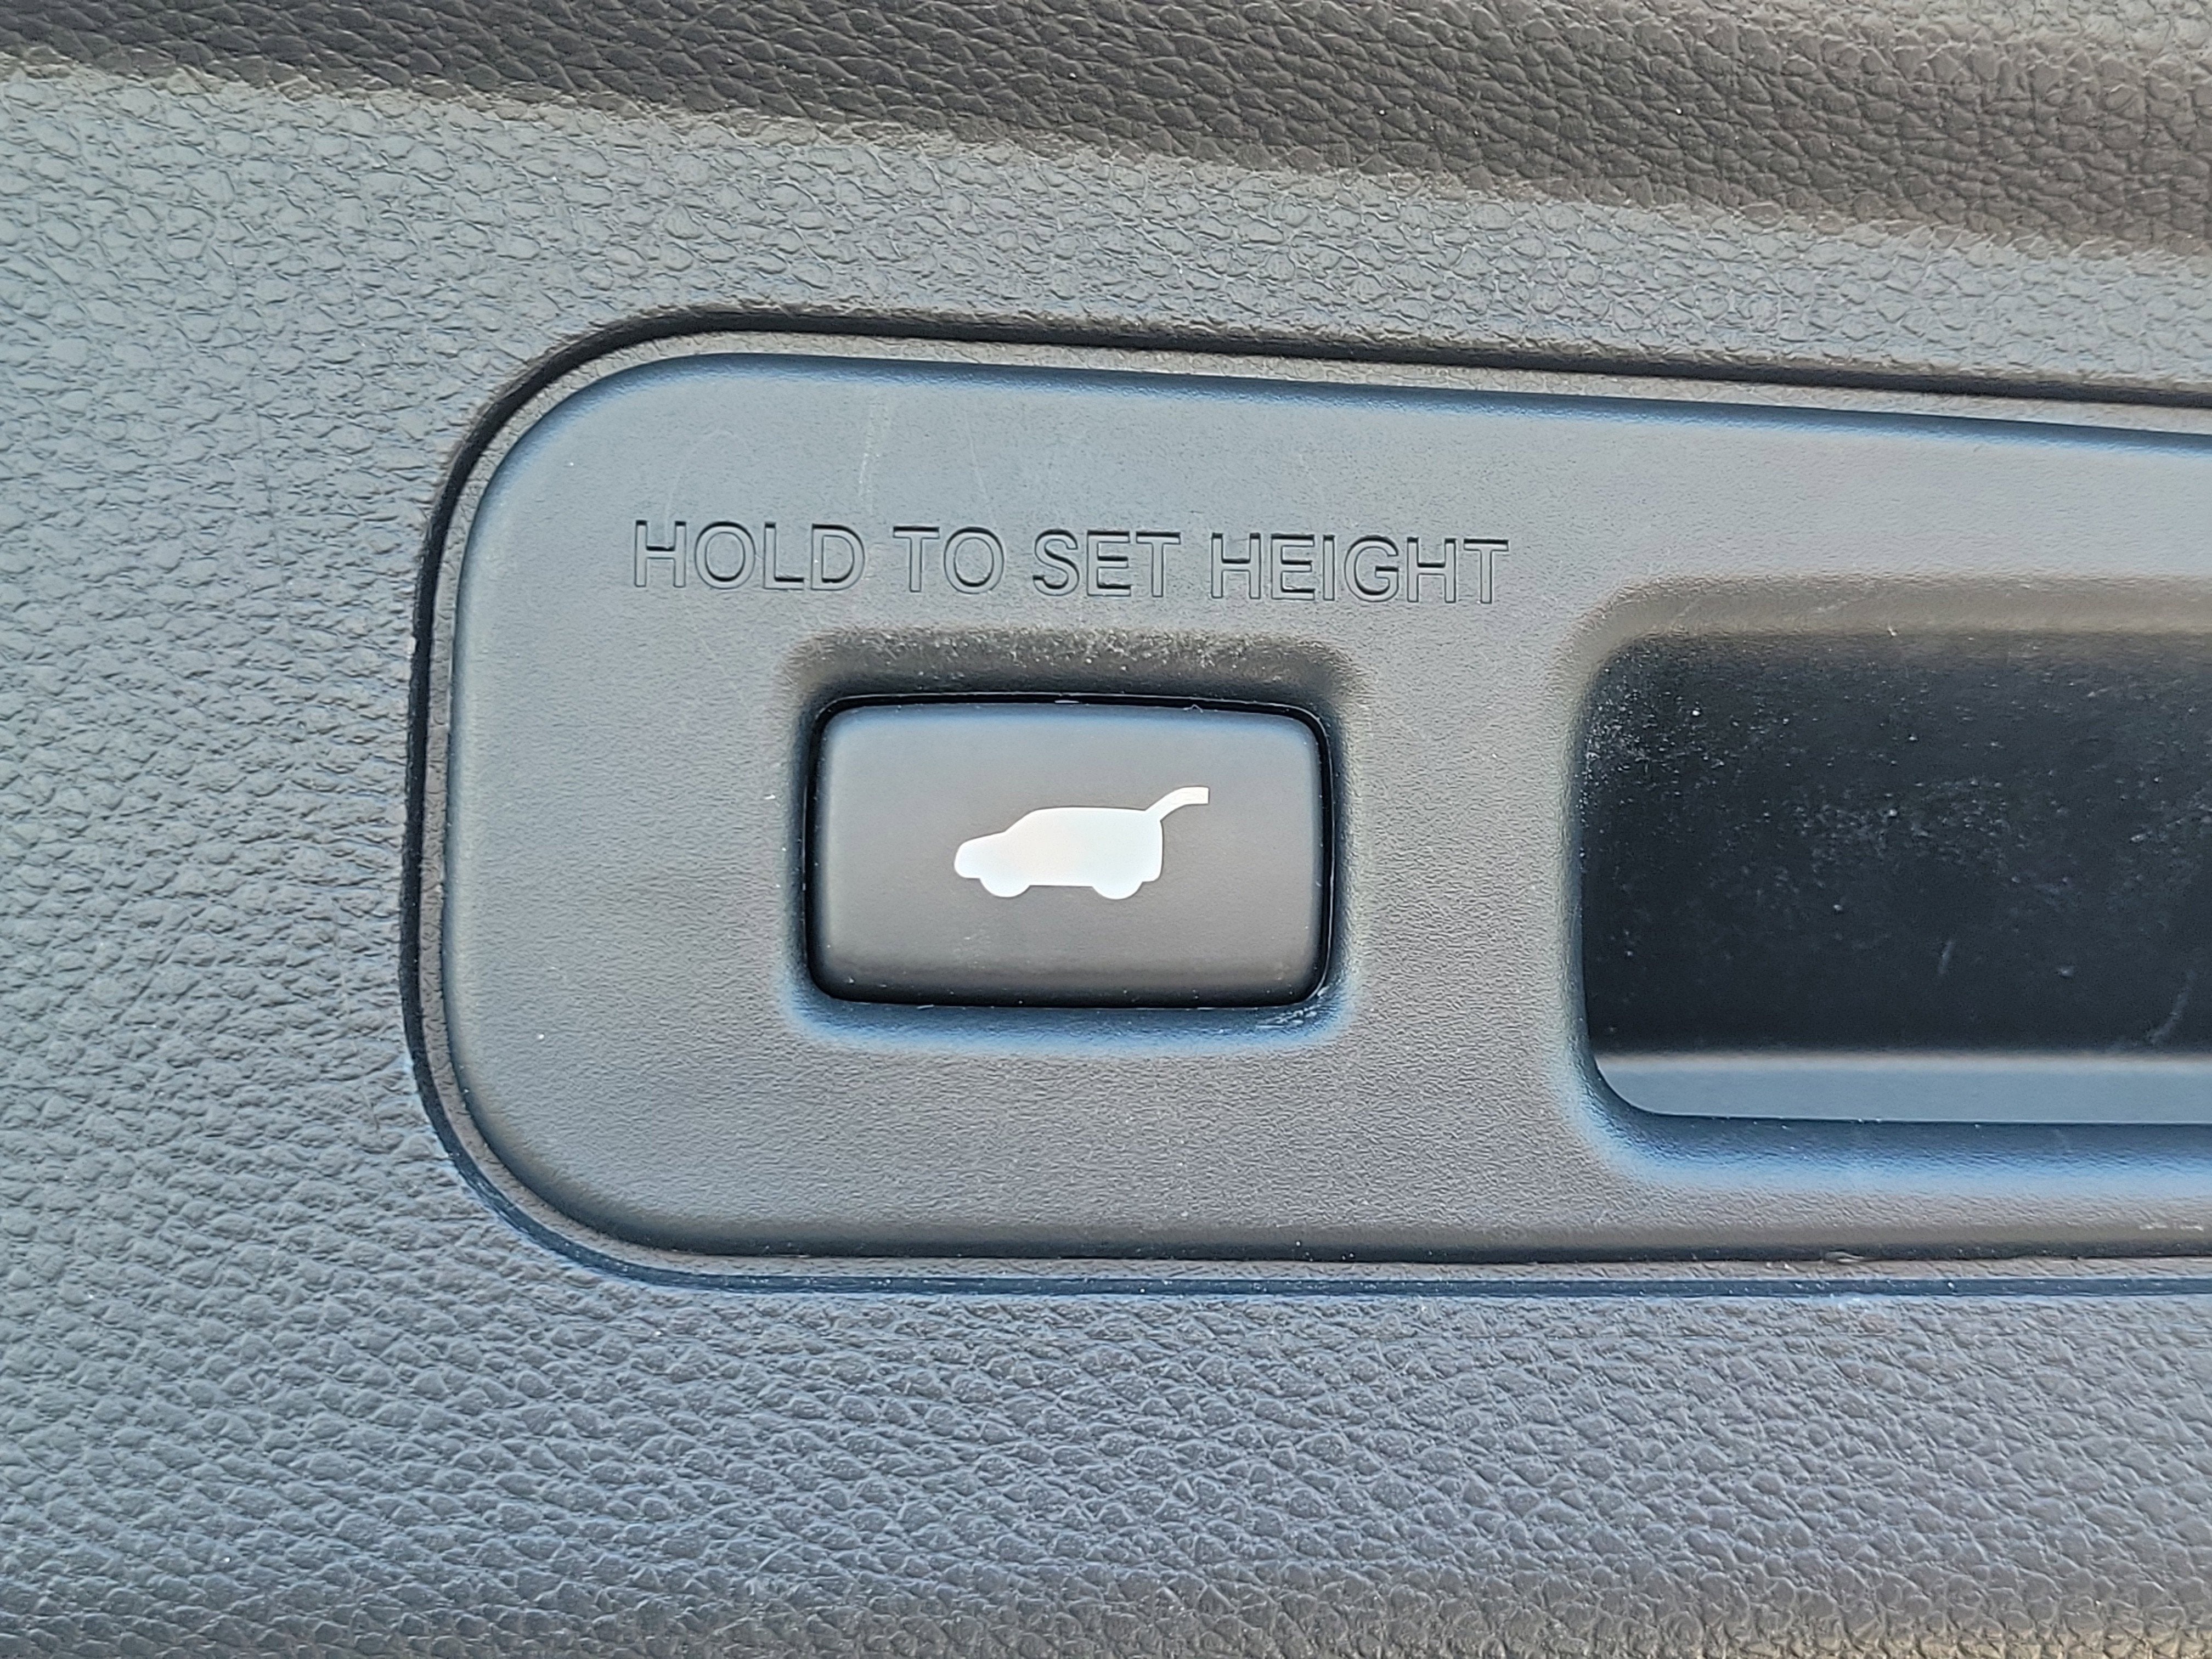 HOLD TO SET HEIGHT